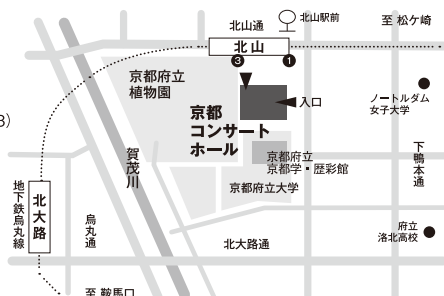 北山通
北山駅前
至 松ケ崎
北山
3
1
京都府立
植物園
ノートルダム
女子大学
入口
京都
コンサート
ホール
3)
賀茂川
京都府立
京都学・歴彩館
下鴨本通
京都府立大学
地下鉄烏丸線
北大路
烏丸通
府立
洛北高校
北大路通
至 鞍馬口